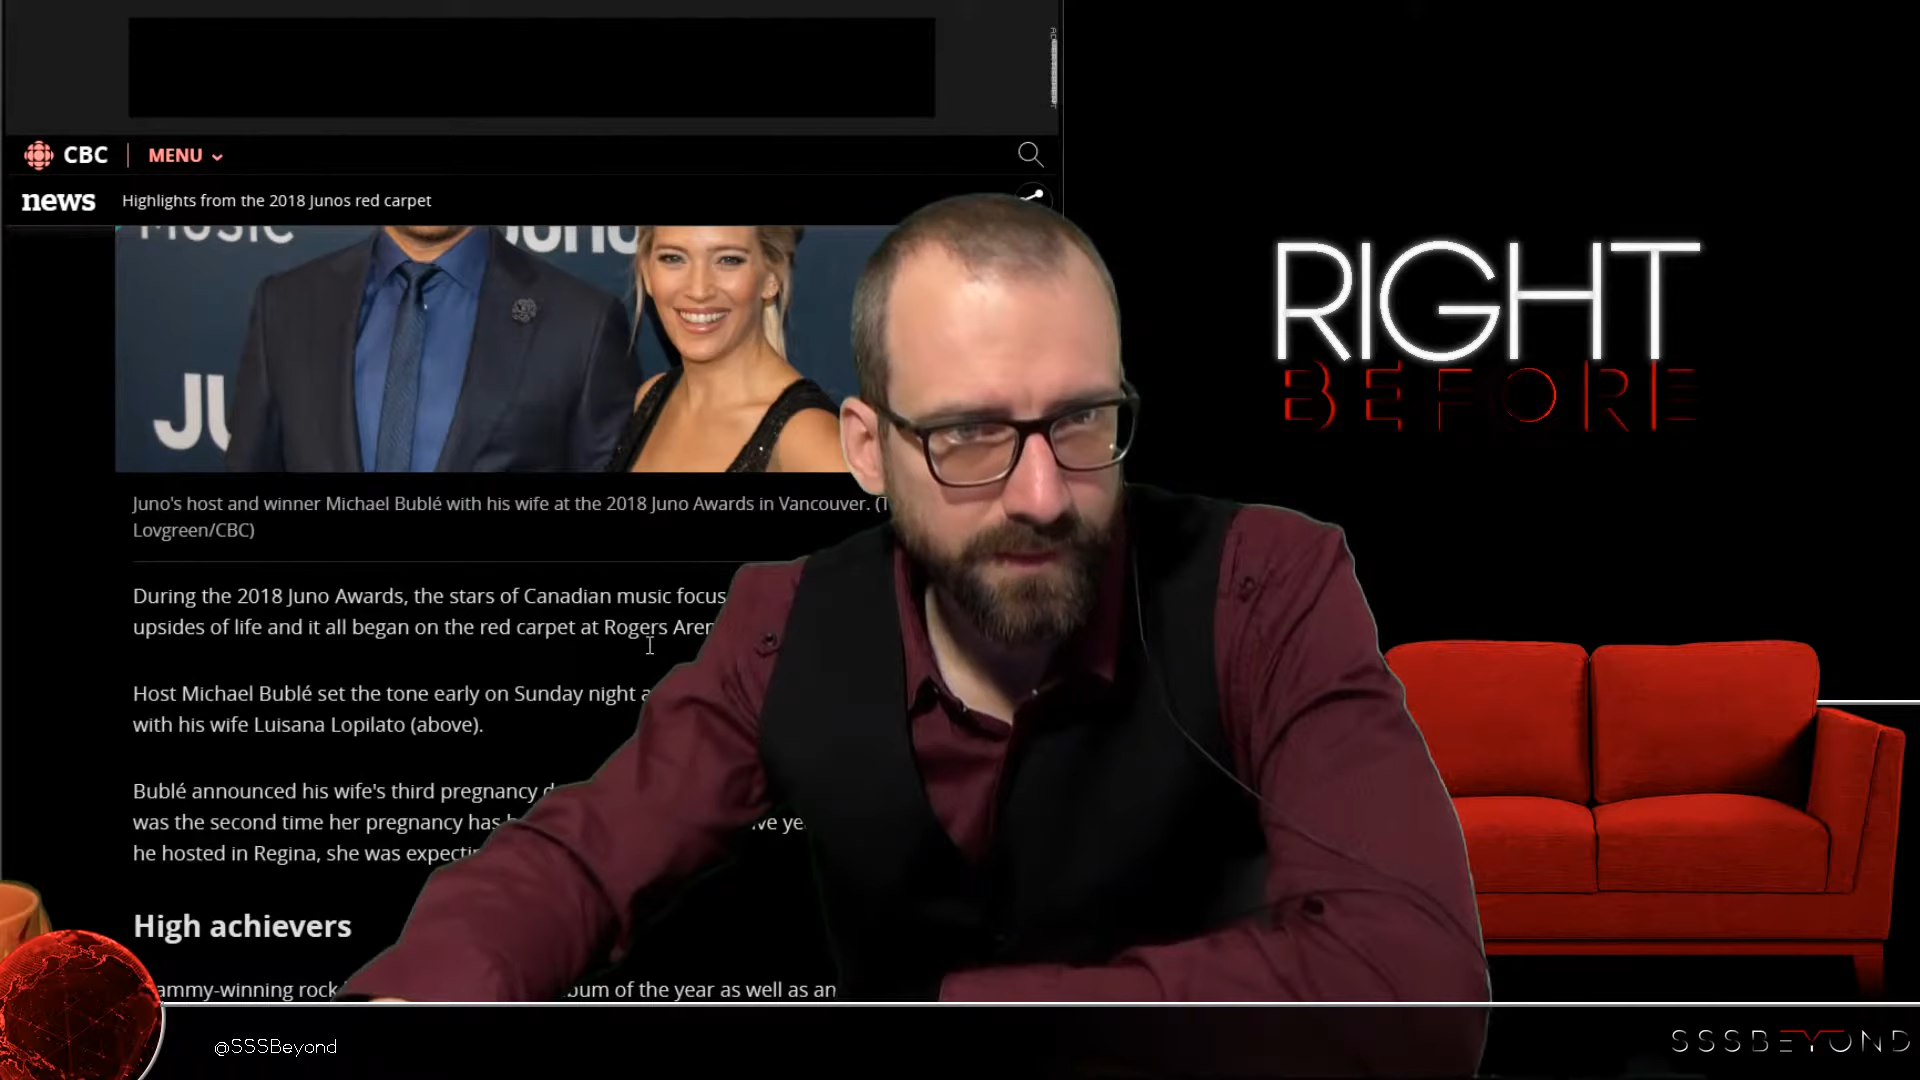 CBC
MENU
news
Highlights from the 2018 Junos red carpet
MUSIC
JU
Juno's host and winner Michael Bublé with his wife at the 2018 Juno Awards in Vancouver. (T
Lovgreen/CBC)
During the 2018 Juno Awards, the stars of Canadian music focus
upsides of life and it all began on the red carpet at Rogers Aren
Host Michael Bublé set the tone early on Sunday night a
with his wife Luisana Lopilato (above).
Bublé announced his wife's third pregnancy d
was the second time her pregnancy has b
he hosted in Regina, she was expectin
High achievers
ammy-winning rock
bum of the year as well as an
RIGHT
BEFORE
@SSSBeyond
SSSBEYOND